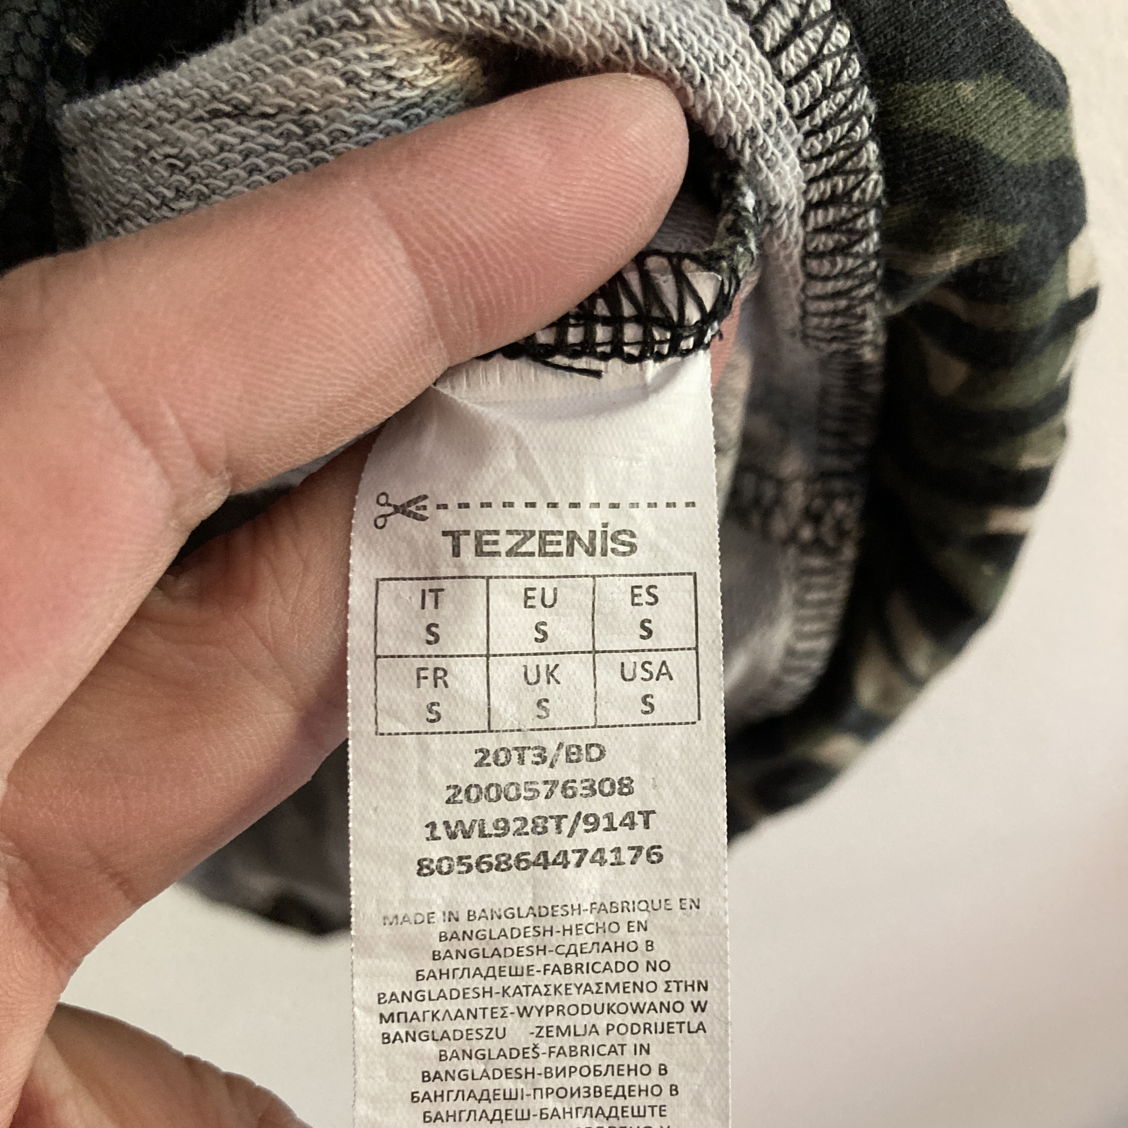 TEZENİS
IT EU ES
S S S
FR UK USA
S S S
20T3/BD
2000576308
1WL928T/914T
8056864474176
MADE IN BANGLADESH-FABRIQUE EN
BANGLADESH-HECHO EN
BANGLADESH-СДЕЛАНО В
БАНГЛАДЕШЕ-FABRICADO NO
BANGLADESH-ΚΑΤΑΣΚΕΥΑΣΜΕΝΟ ΣΤΗΝ
ΜΠΑΓΚΛΑΝΤΕΣ-WYPRODUKOWANO W
BANGLADESZU -ZEMLJA PODRIJETLA
BANGLADEŠ-FABRICAT IN
BANGLADESH-ВИРОБЛЕНО В
БАНГЛАДЕШІ-ПРОИЗВЕДЕНО В
БАНГЛАДЕШ-БАНГЛАДЕШТЕ